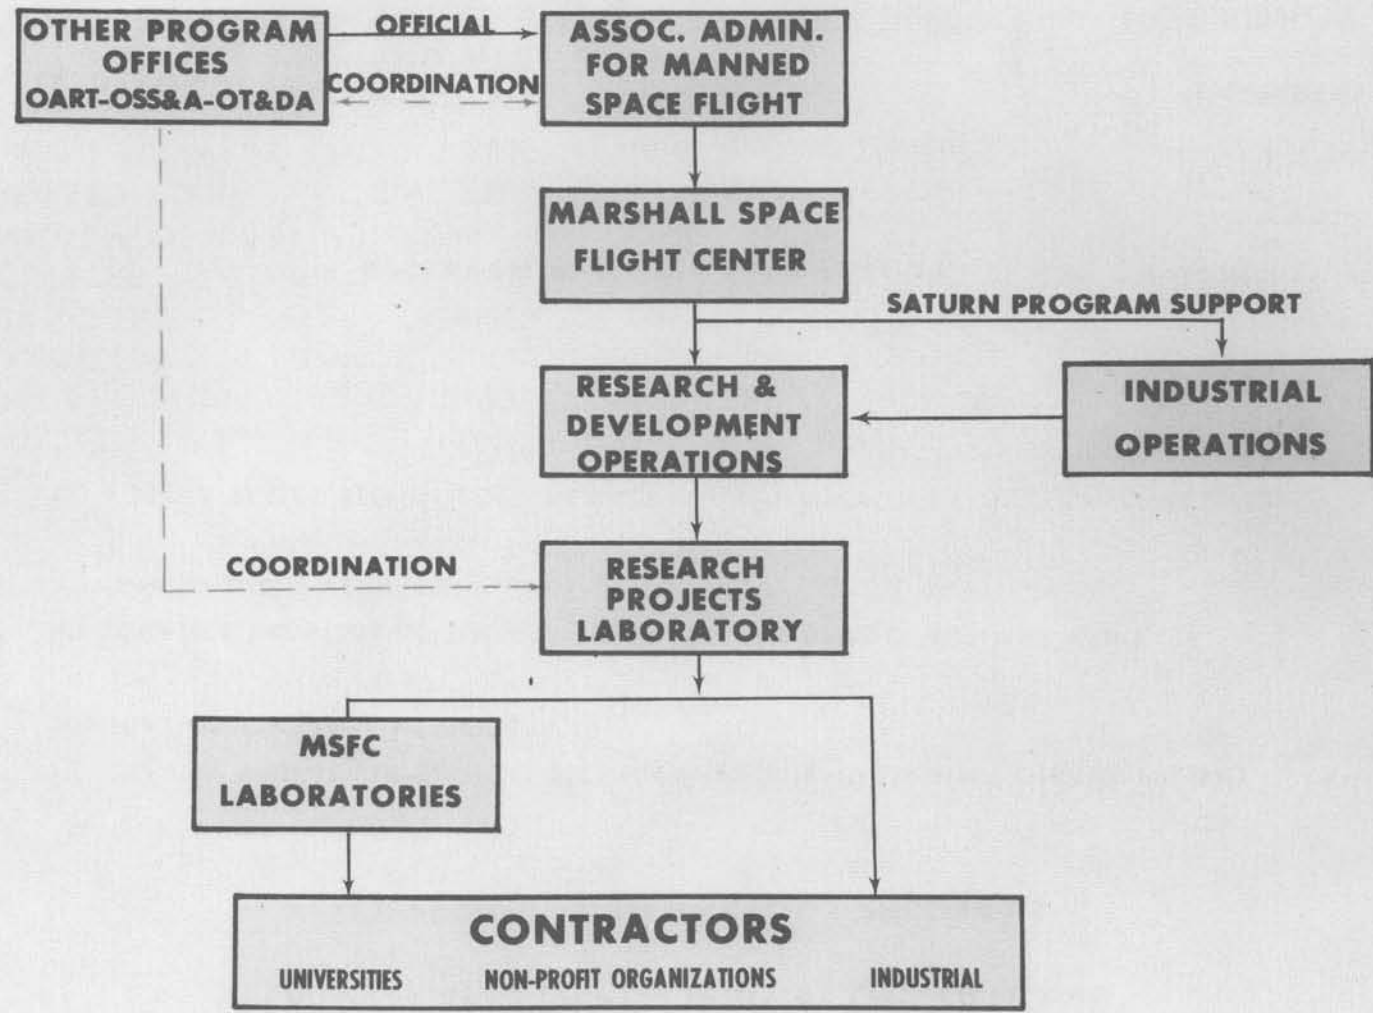 OTHER PROGRAM
OFFICES
OART-OSS&A-OT&DA
OFFICIAL
COORDINATION
ASSOC. ADMIN.
FOR MANNED
SPACE FLIGHT
MARSHALL SPACE
FLIGHT CENTER
SATURN PROGRAM SUPPORT
RESEARCH &
DEVELOPMENT
OPERATIONS
INDUSTRIAL
OPERATIONS
COORDINATION
RESEARCH
PROJECTS
LABORATORY
MSFC
LABORATORIES
CONTRACTORS
UNIVERSITIES NON-PROFIT ORGANIZATIONS INDUSTRIAL